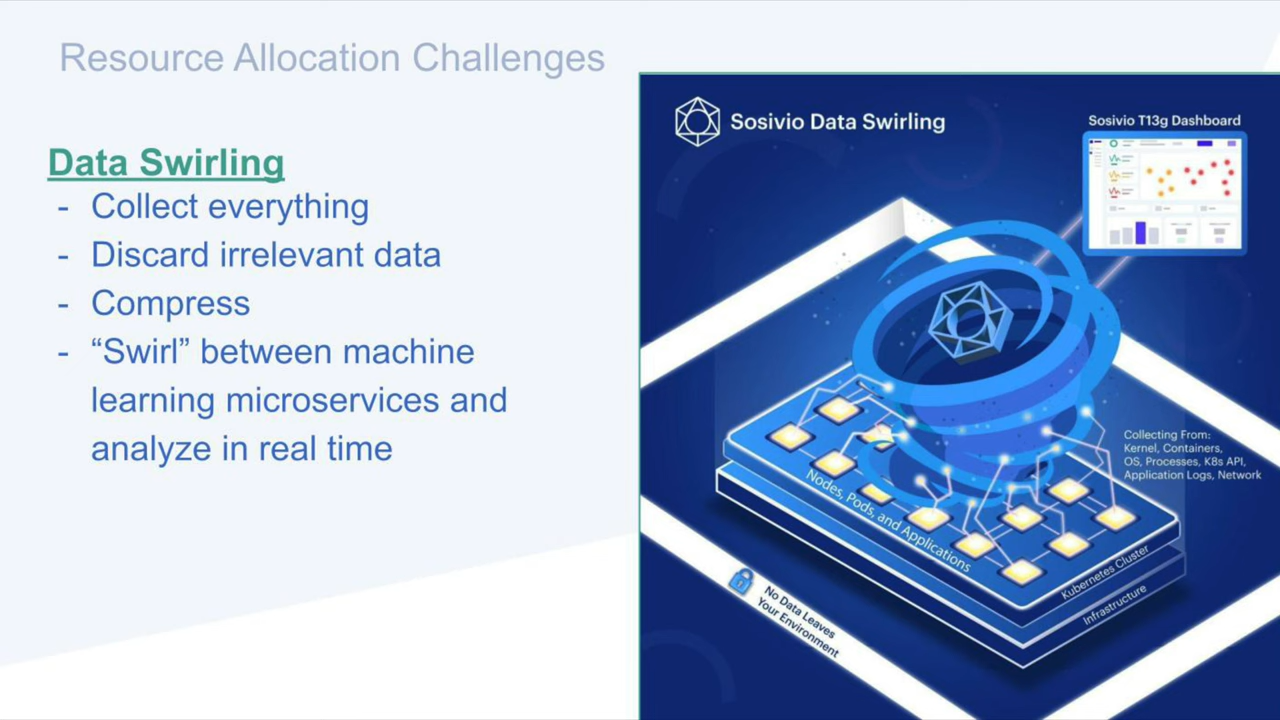 Resource Allocation Challenges
Data Swirling
- Collect everything
- Discard irrelevant data
- Compress
- “Swirl” between machine
learning microservices and
analyze in real time
Sosivio Data Swirling
Sosivio T13g Dashboard
Collecting From:
Kernel, Containers,
OS, Processes, K8s API,
Application Logs, Network
Nodes, Pods, and Applications
Kubernetes Cluster
Infrastructure
No Data Leaves
Your Environment